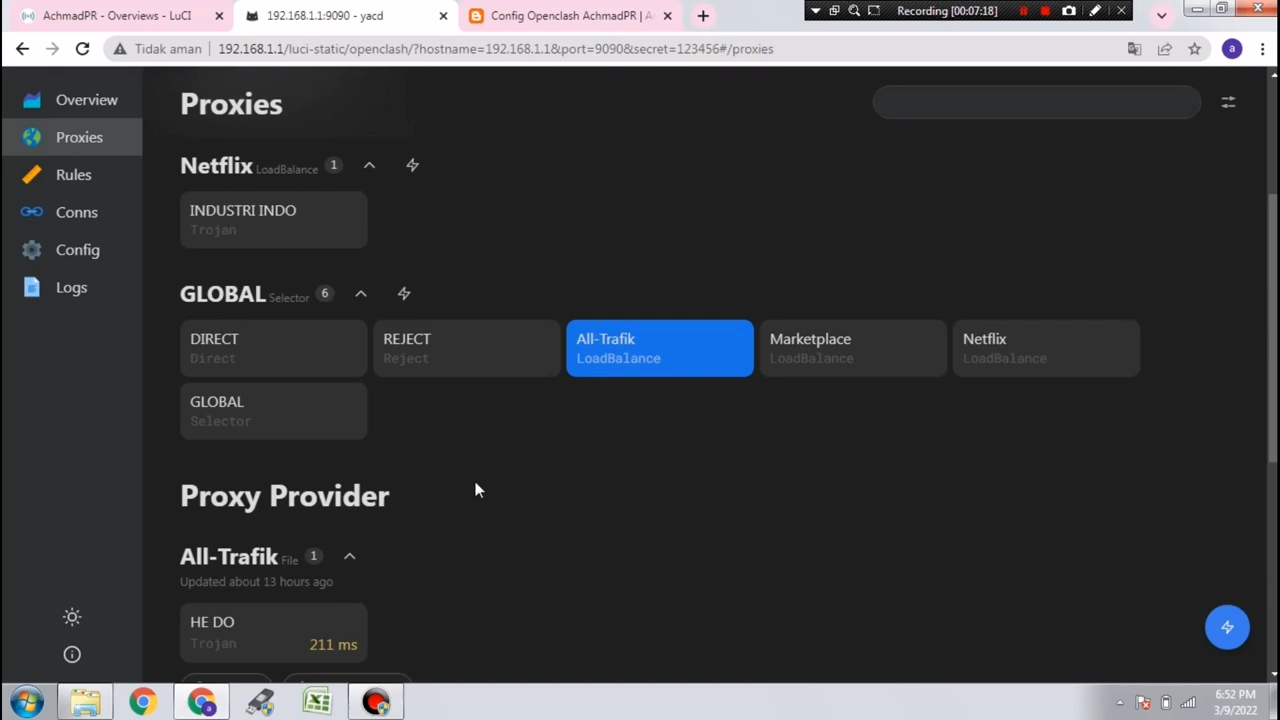 AchmadPR - Overviews - LuCI
192.168.1.1:9090 - yacd
Config Openclash AchmadPR | A
Recording [00:07:18]
Tidak aman
192.168.1.1/luci-static/openclash/?hostname=192.168.1.1&port=9090&secret=123456#/proxies
a
Overview
Proxies
Rules
Conns
Config
Logs
Proxies
Netflix LoadBalance 1
INDUSTRI INDO
Trojan
GLOBAL Selector 6
DIRECT
Direct
REJECT
Reject
All-Trafik
LoadBalance
Marketplace
LoadBalance
Netflix
LoadBalance
GLOBAL
Selector
Proxy Provider
All-Trafik File 1
Updated about 13 hours ago
HE DO
Trojan
211 ms
a
6:52 PM
3/9/2022